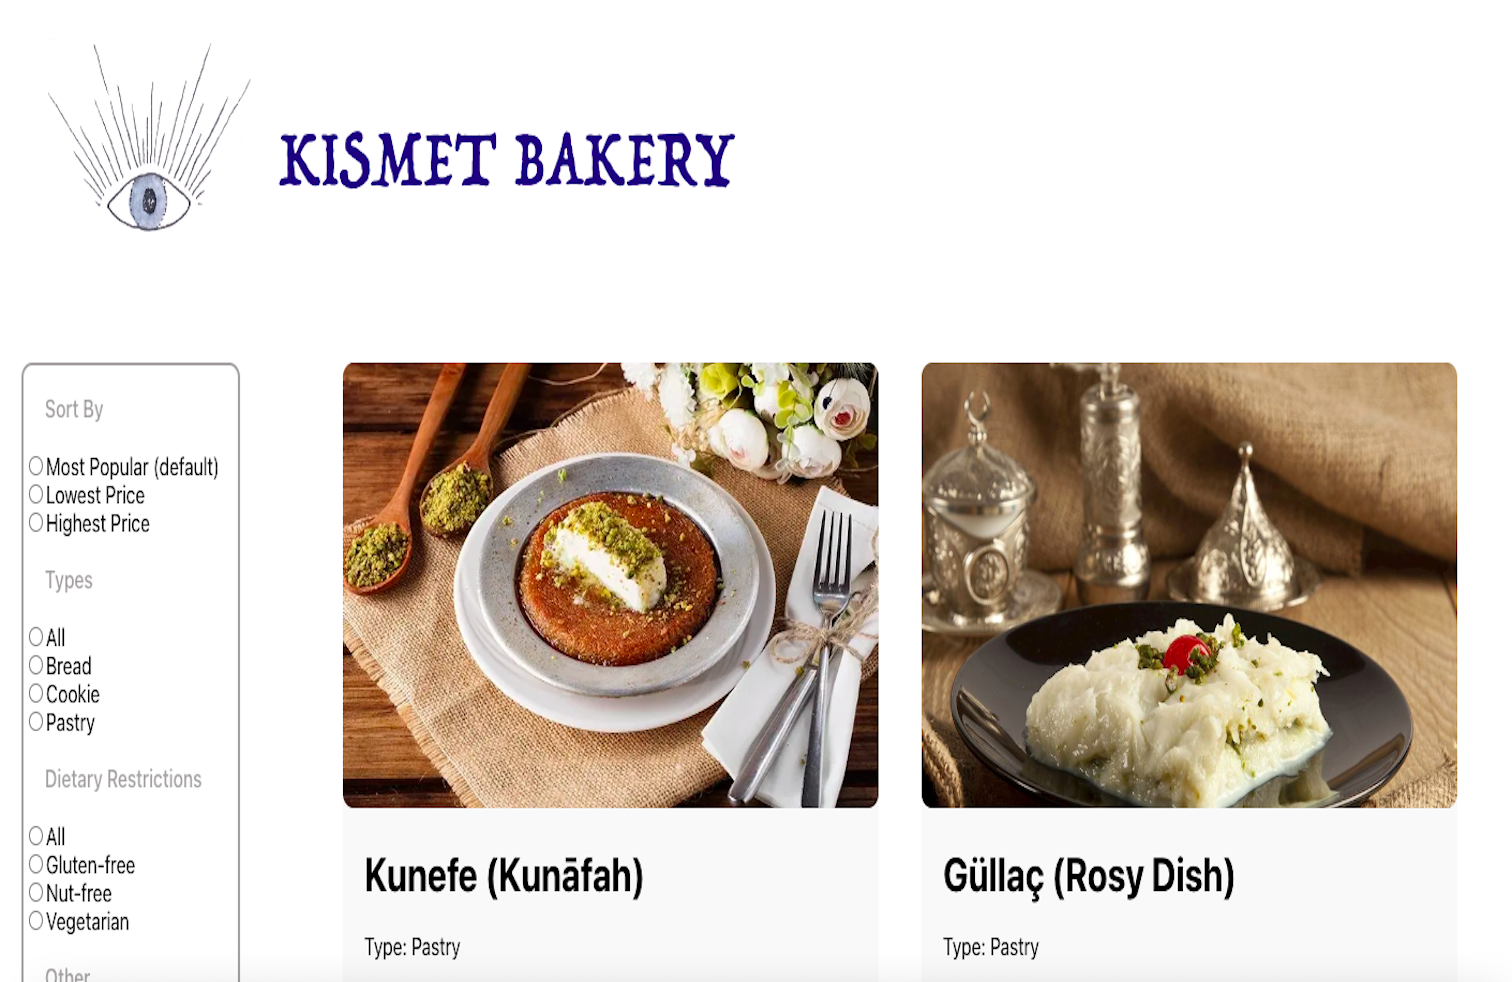 KISMET BAKERY
Sort By
Most Popular (default)
Lowest Price
Highest Price
Types
All
Bread
Cookie
Pastry
Dietary Restrictions
All
Gluten-free
Nut-free
Vegetarian
Other
Kunefe (Kunāfah)
Type: Pastry
Güllaç (Rosy Dish)
Type: Pastry